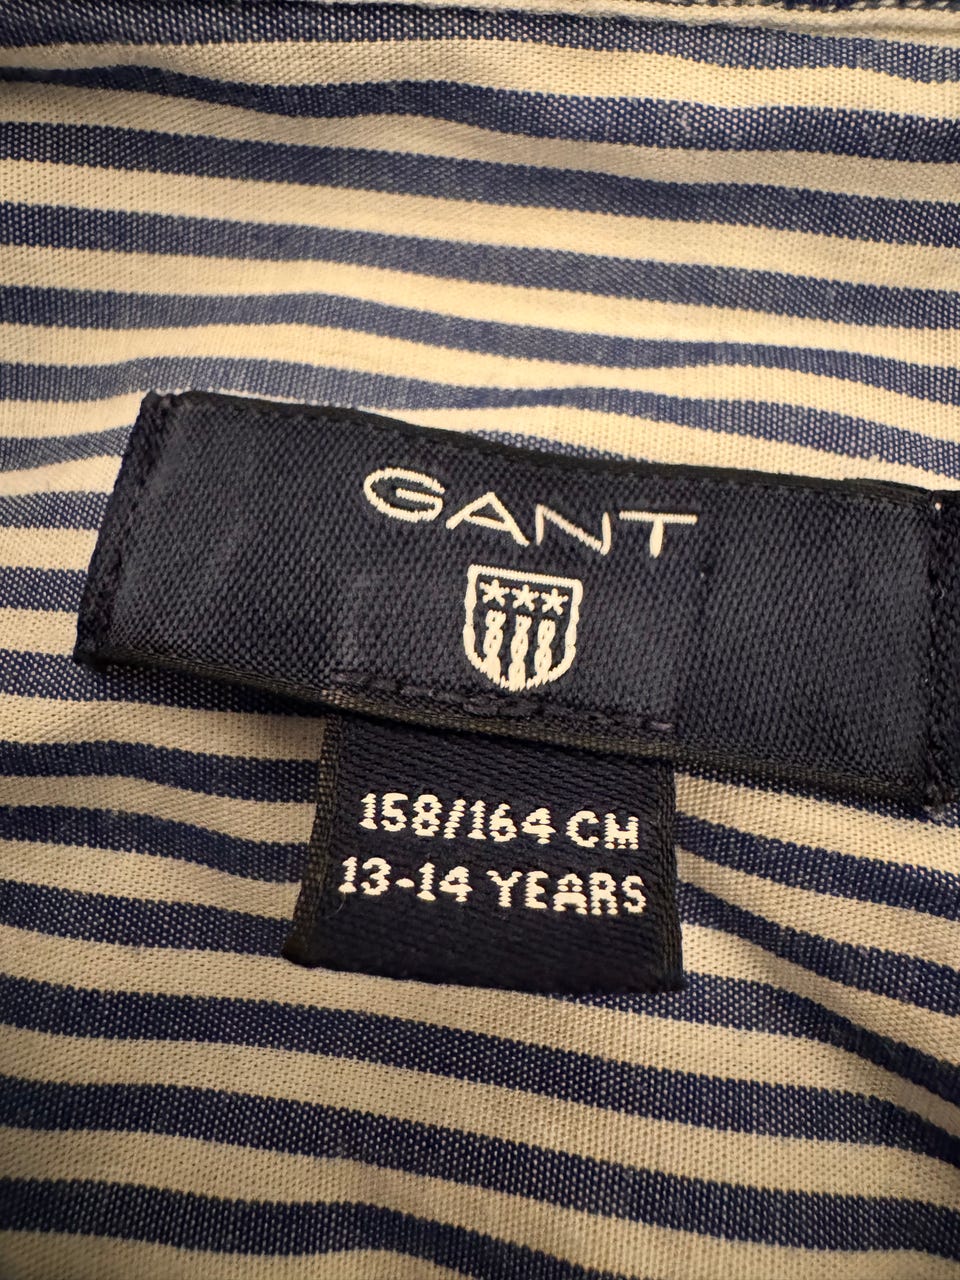 GANT
158/164 CM
13-14 YEARS